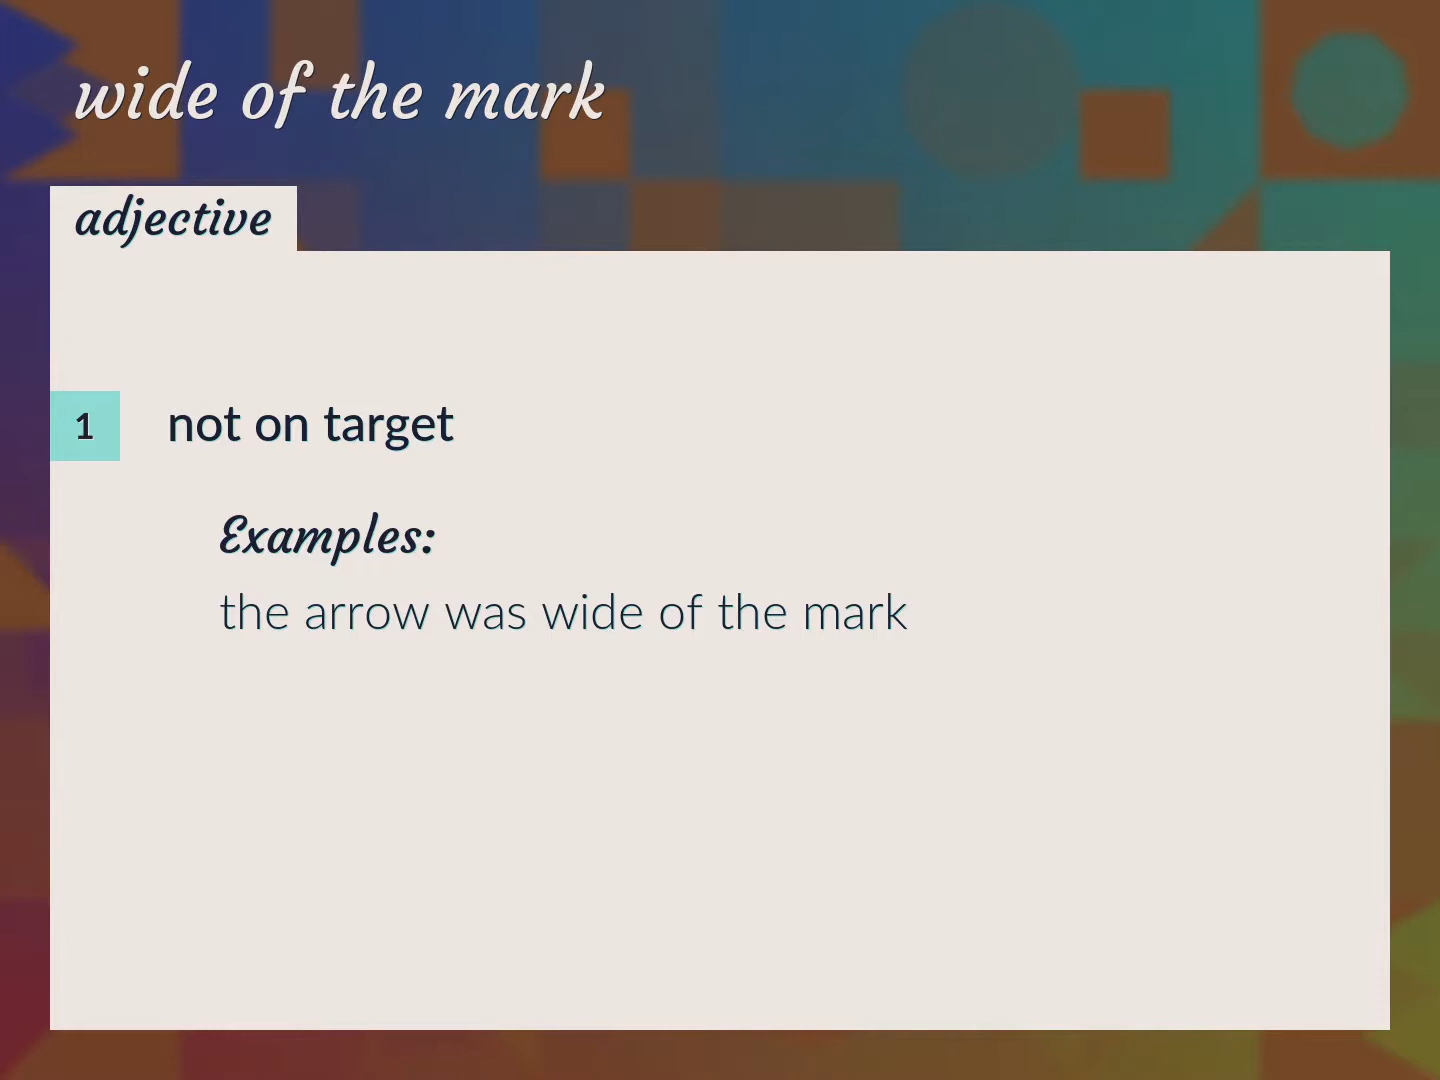 wide of the mark
adjective
1
not on target
Examples:
the arrow was wide of the mark